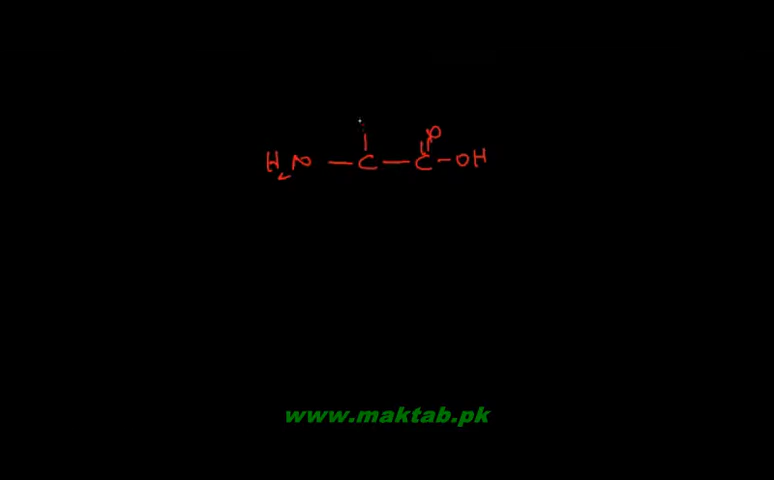 O
H₂N — C — C — OH
www.maktab.pk